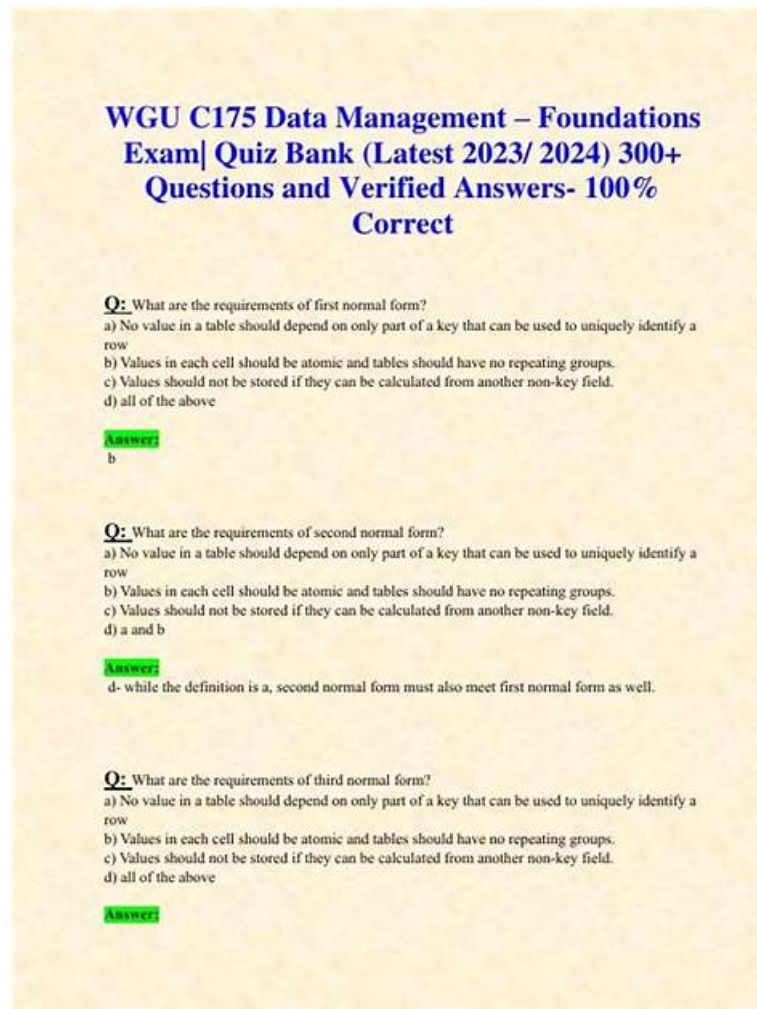 WGU C175 Data Management – Foundations
Exam| Quiz Bank (Latest 2023/ 2024) 300+
Questions and Verified Answers- 100%
Correct
Q: What are the requirements of first normal form?
a) No value in a table should depend on only part of a key that can be used to uniquely identify a
row
b) Values in each cell should be atomic and tables should have no repeating groups.
c) Values should not be stored if they can be calculated from another non-key field.
d) all of the above
Answer:
b
Q: What are the requirements of second normal form?
a) No value in a table should depend on only part of a key that can be used to uniquely identify a
row
b) Values in each cell should be atomic and tables should have no repeating groups.
c) Values should not be stored if they can be calculated from another non-key field.
d) a and b
Answer:
d- while the definition is a, second normal form must also meet first normal form as well.
Q: What are the requirements of third normal form?
a) No value in a table should depend on only part of a key that can be used to uniquely identify a
row
b) Values in each cell should be atomic and tables should have no repeating groups.
c) Values should not be stored if they can be calculated from another non-key field.
d) all of the above
Answer: